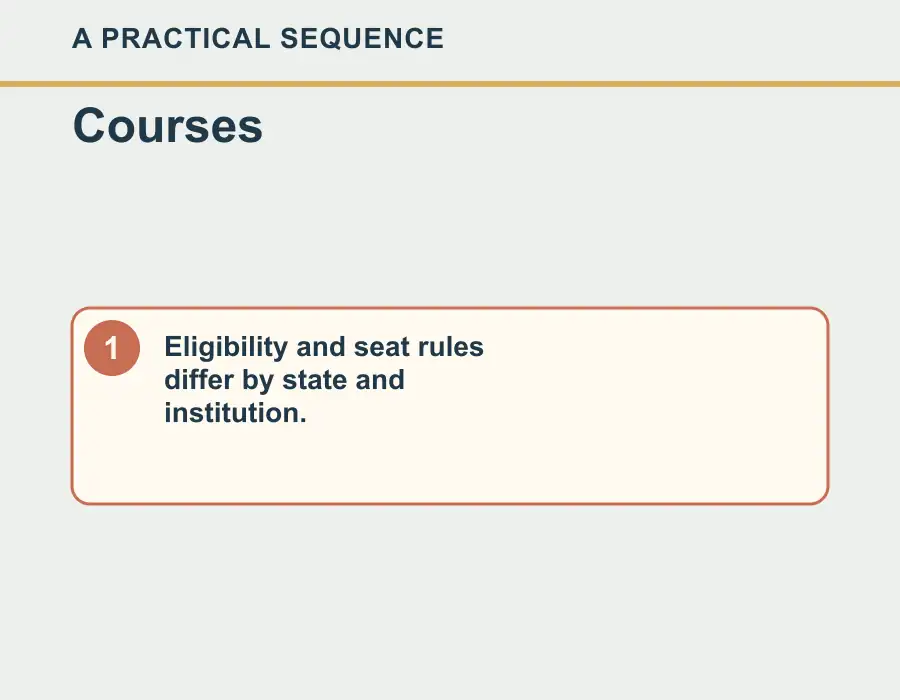 A PRACTICAL SEQUENCE
Courses
1
Eligibility and seat rules
differ by state and
institution.